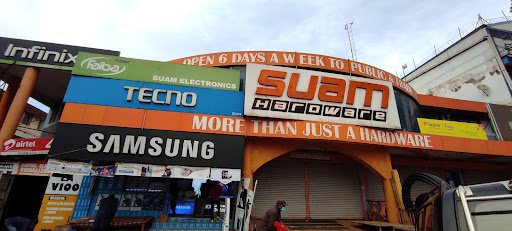 OPEN 6 DAYS A WEEK TO PUBLIC
Infinix
Faiba
SUAM ELECTRONICS
SUAM
Hardware
TECNO
MORE THAN JUST A HARDWARE
SAMSUNG
airtel
VIGO